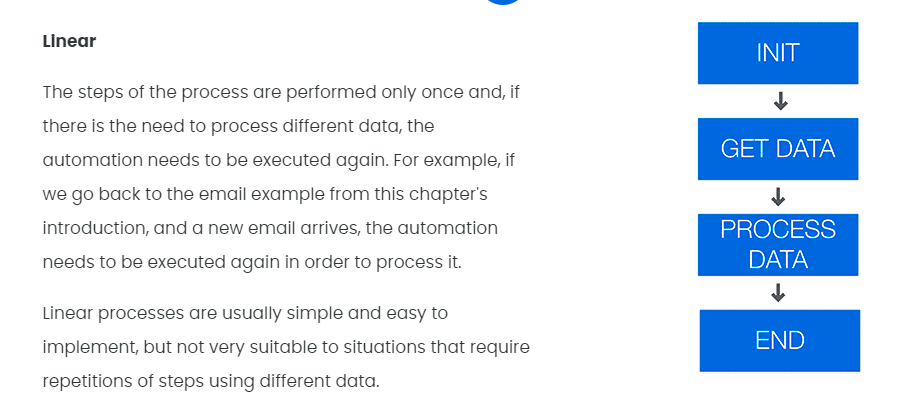 Linear
The steps of the process are performed only once and, if
there is the need to process different data, the
automation needs to be executed again. For example, if
we go back to the email example from this chapter's
introduction, and a new email arrives, the automation
needs to be executed again in order to process it.
Linear processes are usually simple and easy to
implement, but not very suitable to situations that require
repetitions of steps using different data.
INIT
GET DATA
PROCESS
DATA
END